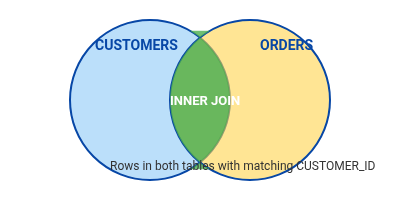 CUSTOMERS
ORDERS
INNER JOIN
Rows in both tables with matching CUSTOMER_ID